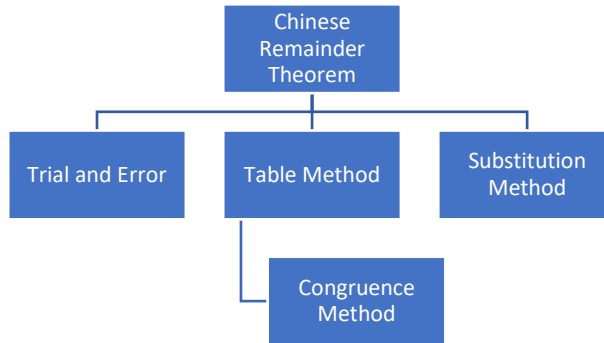 Chinese
Remainder
Theorem
Trial and Error
Table Method
Substitution
Method
Congruence
Method